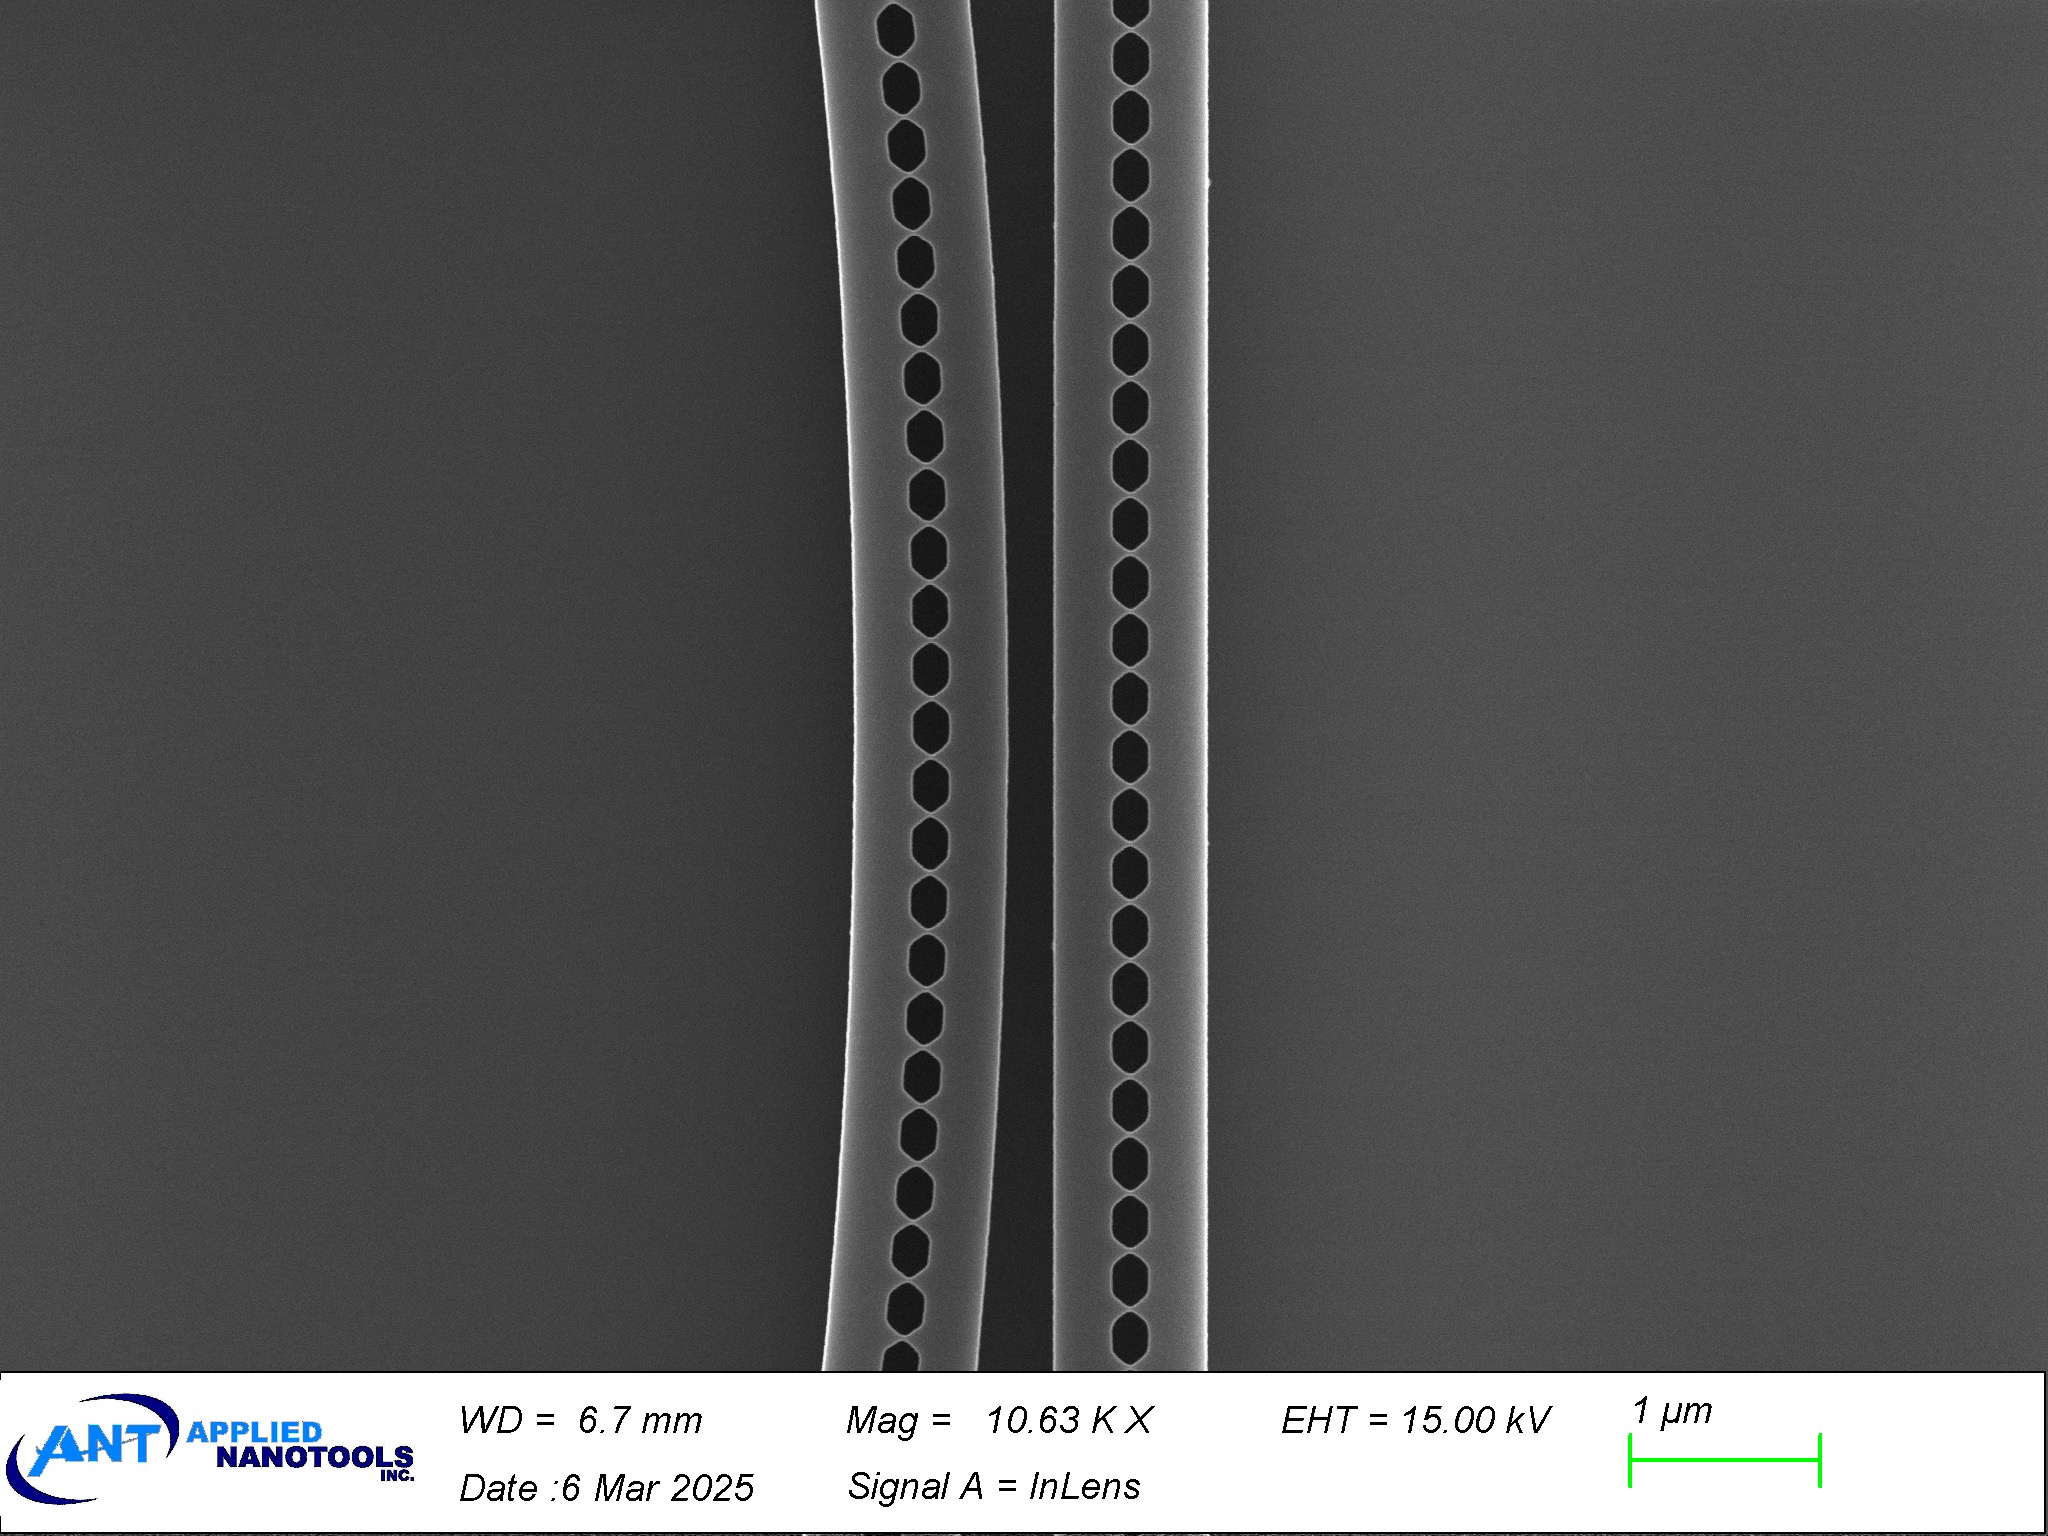 ANT APPLIED
NANOTOOLS
INC.
WD = 6.7 mm Mag = 10.63 K X EHT = 15.00 kV 1 µm
Date :6 Mar 2025 Signal A = InLens